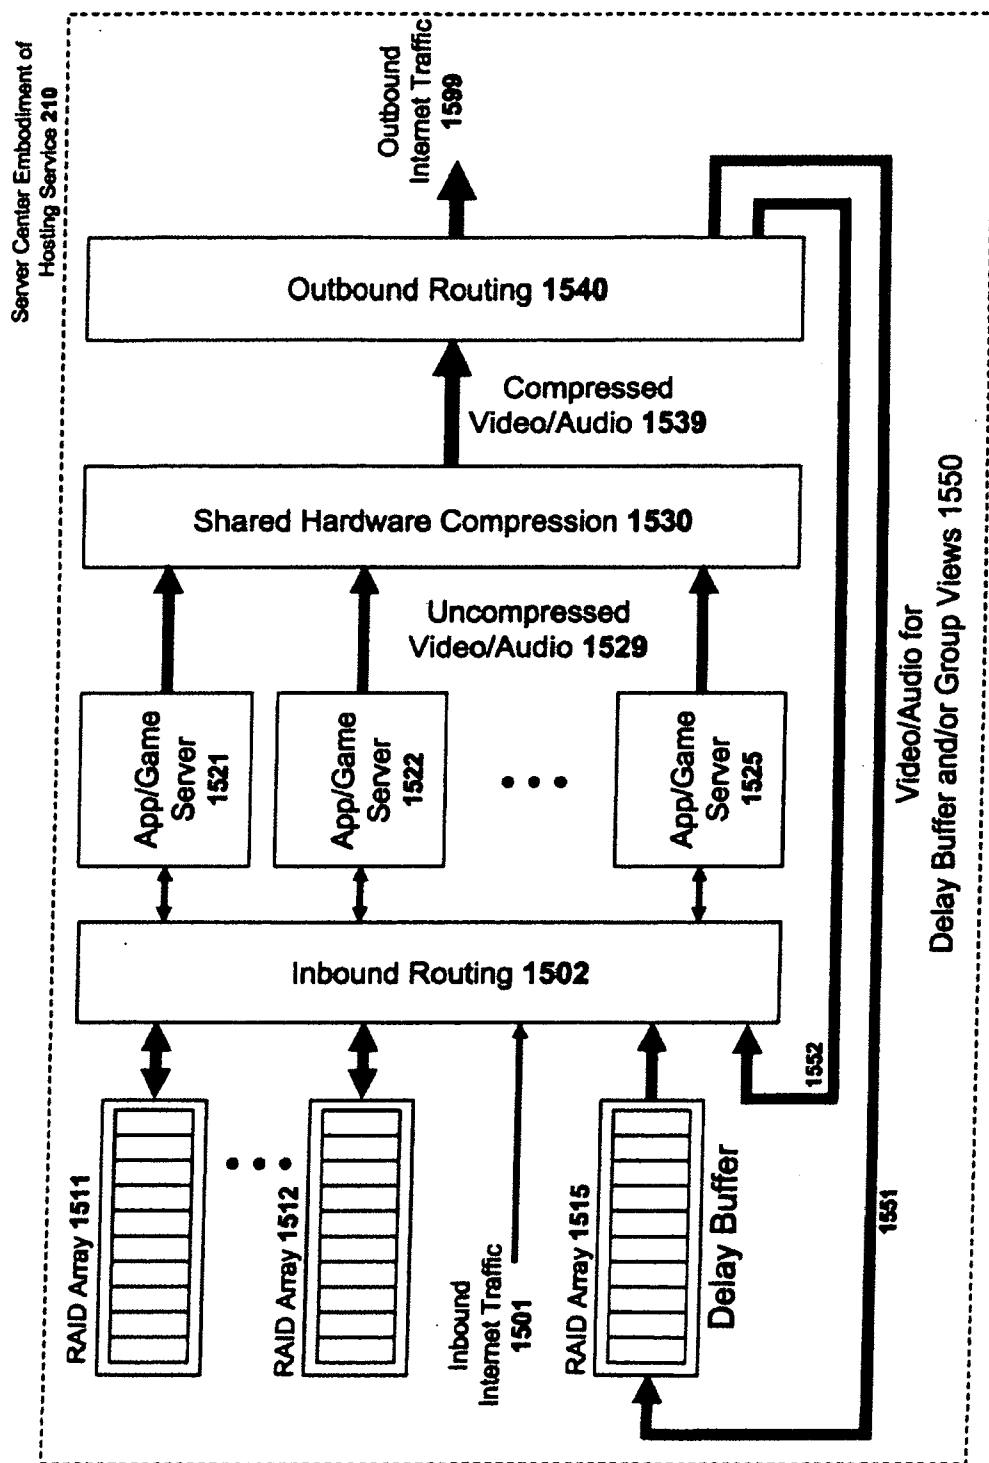 Server Center Embodiment of
Hosting Service 210
RAID Array 1511
RAID Array 1512
Inbound
Internet Traffic
1501
RAID Array 1515
Delay Buffer
Inbound Routing 1502
App/Game
Server
1521
App/Game
Server
1522
App/Game
Server
1525
Uncompressed
Video/Audio 1529
Shared Hardware Compression 1530
Compressed
Video/Audio 1539
Outbound Routing 1540
Outbound
Internet Traffic
1599
1552
1551
Video/Audio for
Delay Buffer and/or Group Views 1550